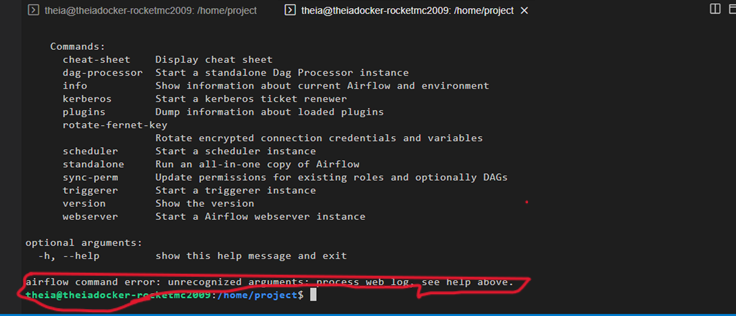 theia@theiadocker-rocketmc2009: /home/project theia@theiadocker-rocketmc2009: /home/project
Commands:
cheat-sheet Display cheat sheet
dag-processor Start a standalone Dag Processor instance
info Show information about current Airflow and environment
kerberos Start a kerberos ticket renewer
plugins Dump information about loaded plugins
rotate-fernet-key
Rotate encrypted connection credentials and variables
scheduler Start a scheduler instance
standalone Run an all-in-one copy of Airflow
sync-perm Update permissions for existing roles and optionally DAGs
triggerer Start a triggerer instance
version Show the version
webserver Start a Airflow webserver instance
optional arguments:
-h, --help show this help message and exit
airflow command error: unrecognized arguments: process web log, see help above.
theia@theiadocker-rocketmc2009:/home/project$